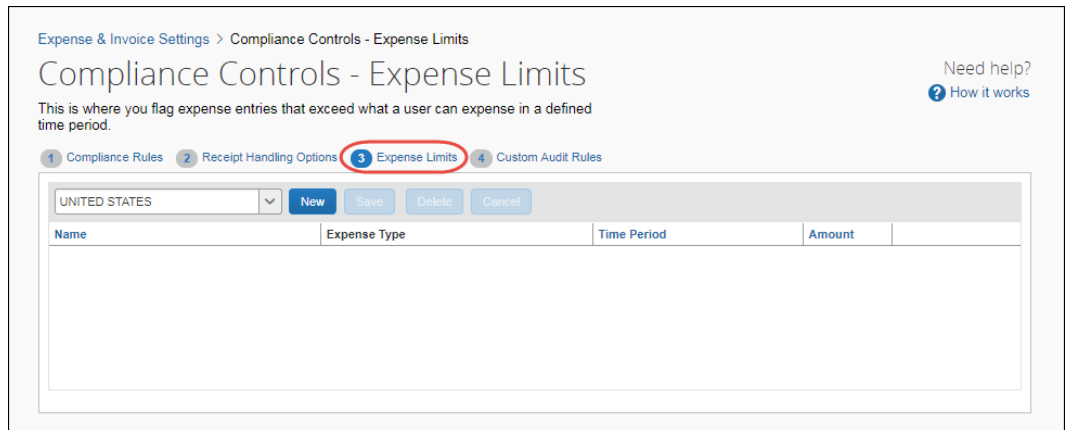 Expense & Invoice Settings > Compliance Controls - Expense Limits
Compliance Controls - Expense Limits
Need help?
? How it works
This is where you flag expense entries that exceed what a user can expense in a defined
time period.
1 Compliance Rules 2 Receipt Handling Options 3 Expense Limits 4 Custom Audit Rules
UNITED STATES New Save Delete Cancel
Name Expense Type Time Period Amount